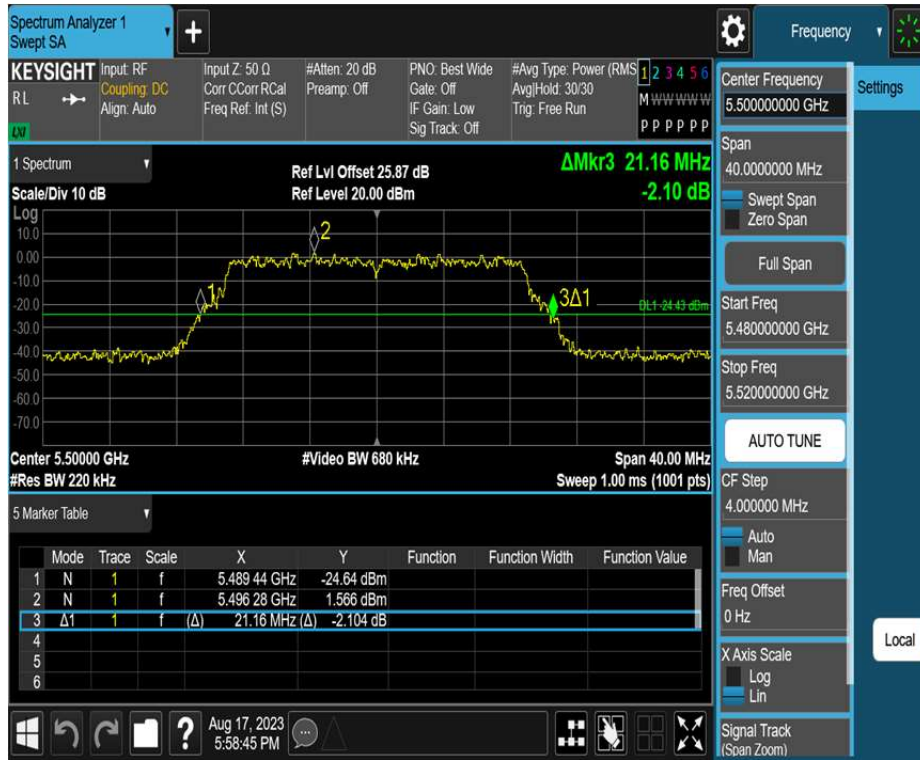 Spectrum Analyzer 1
Swept SA
Frequency
KEYSIGHT
RL
LXI
Input: RF
Coupling: DC
Align: Auto
Input Z: 50 Ω
Corr CCorr RCal
Freq Ref: Int (S)
#Atten: 20 dB
Preamp: Off
PNO: Best Wide
Gate: Off
IF Gain: Low
Sig Track: Off
#Avg Type: Power (RMS
Avg|Hold: 30/30
Trig: Free Run
1 2 3 4 5 6
M W W W W W
P P P P P P
1 Spectrum
Scale/Div 10 dB
Ref Lvl Offset 25.87 dB
Ref Level 20.00 dBm
ΔMkr3 21.16 MHz
-2.10 dB
Log
10.0
0.00
-10.0
-20.0
-30.0
-40.0
-50.0
-60.0
-70.0
2
1
3Δ1
DL1 -24.43 dBm
Center 5.50000 GHz
#Res BW 220 kHz
#Video BW 680 kHz
Span 40.00 MHz
Sweep 1.00 ms (1001 pts)
5 Marker Table
Mode Trace Scale X Y Function Function Width Function Value
1 N 1 f 5.489 44 GHz -24.64 dBm
2 N 1 f 5.496 28 GHz 1.566 dBm
3 Δ1 1 f (Δ) 21.16 MHz (Δ) -2.104 dB
4
5
6
?
Aug 17, 2023
5:58:45 PM
Center Frequency
5.50000000 GHz
Span
40.0000000 MHz
Swept Span
Zero Span
Full Span
Start Freq
5.480000000 GHz
Stop Freq
5.520000000 GHz
AUTO TUNE
CF Step
4.000000 MHz
Auto
Man
Freq Offset
0 Hz
X Axis Scale
Log
Lin
Signal Track
(Span Zoom)
Settings
Local